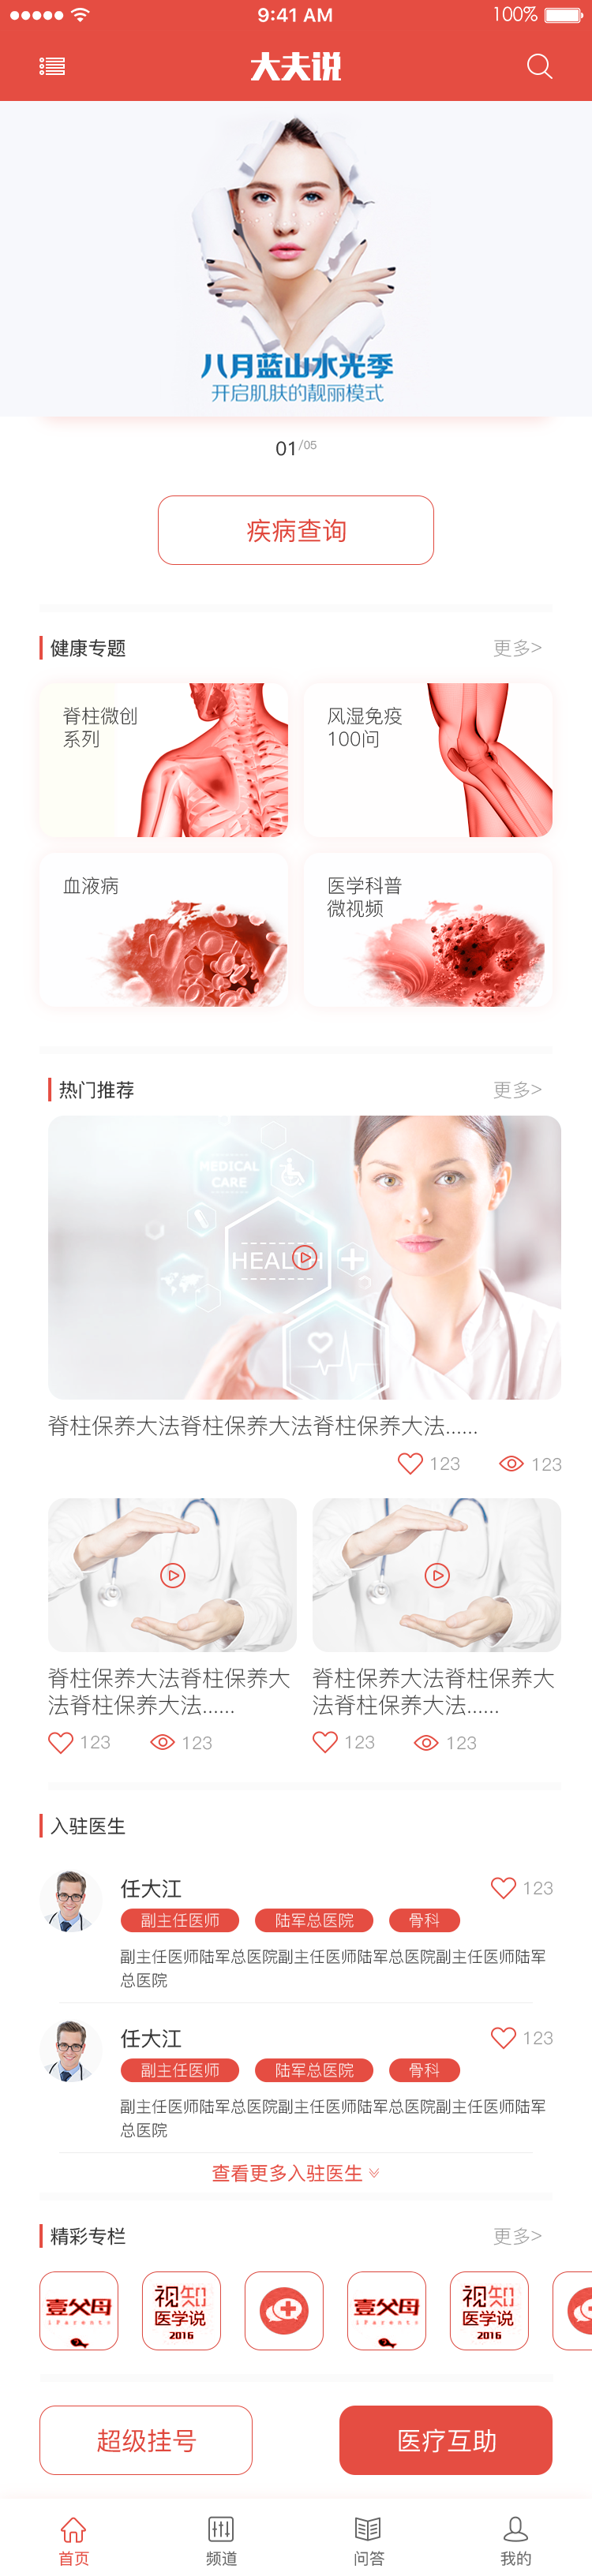 9:41 AM
100%
大夫说
八月蓝山水光季
开启肌肤的靓丽模式
01/05
疾病查询
健康专题
更多>
脊柱微创
系列
风湿免疫
100问
血液病
医学科普
微视频
热门推荐
更多>
MEDICAL
CARE
HEALTH
脊柱保养大法脊柱保养大法脊柱保养大法......
123
123
脊柱保养大法脊柱保养大
法脊柱保养大法......
123
123
脊柱保养大法脊柱保养大
法脊柱保养大法......
123
123
入驻医生
任大江
123
副主任医师
陆军总医院
骨科
副主任医师陆军总医院副主任医师陆军总医院副主任医师陆军
总医院
任大江
123
副主任医师
陆军总医院
骨科
副主任医师陆军总医院副主任医师陆军总医院副主任医师陆军
总医院
查看更多入驻医生
精彩专栏
更多>
壹父母
iParents
视知
医学说
2016
壹父母
iParents
视知
医学说
2016
超级挂号
医疗互助
首页
频道
问答
我的